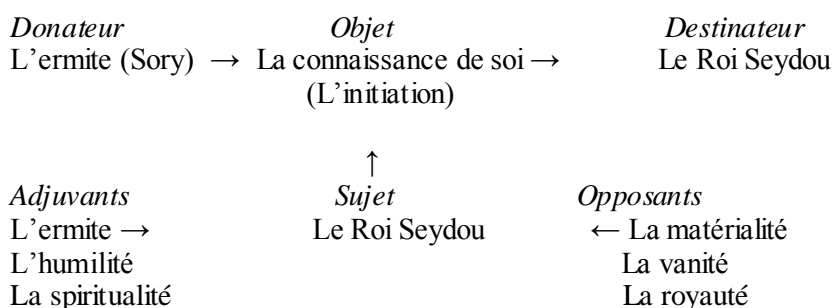 Donateur Objet Destinateur
L’ermite (Sory) → La connaissance de soi → Le Roi Seydou
(L’initiation)
↑
Adjuvants Sujet Opposants
L’ermite → Le Roi Seydou ← La matérialité
L’humilité La vanité
La spiritualité La royauté